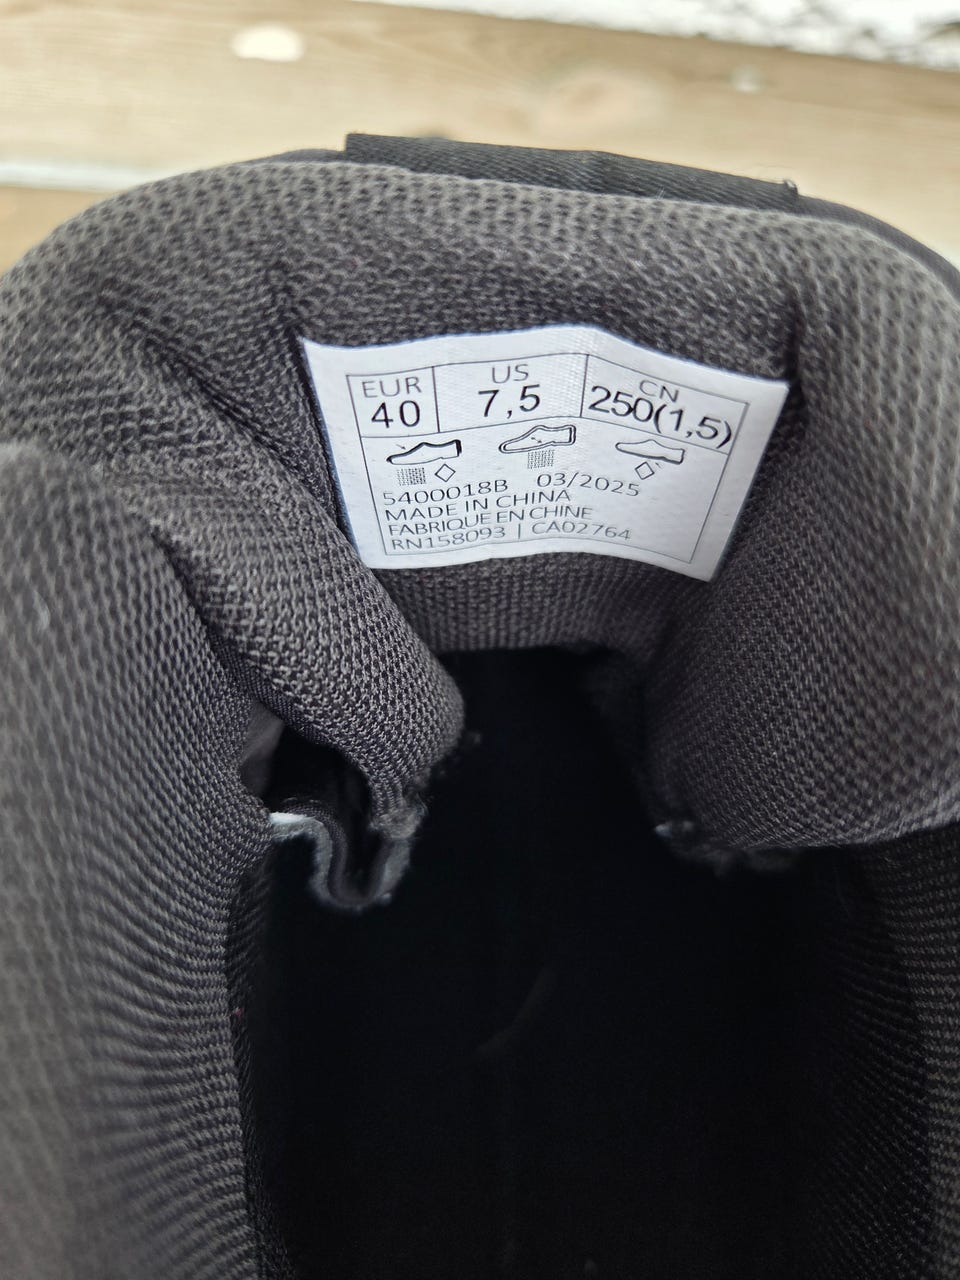 EUR US CN
40 7,5 250(1,5)
5400018B 03/2025
MADE IN CHINA
FABRIQUE EN CHINE
RN158093 | CA02764